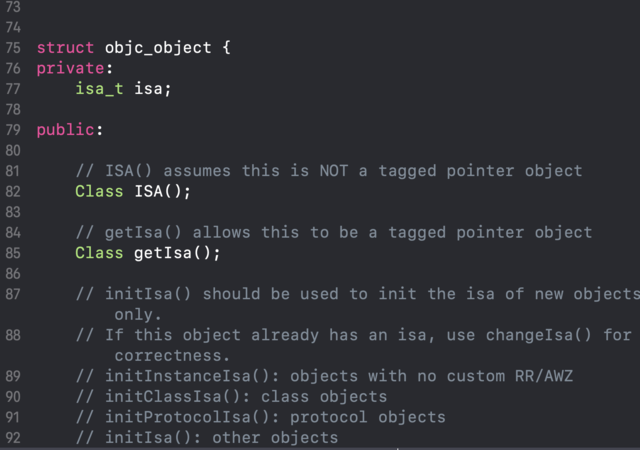 73
74
75 struct objc_object {
76 private:
77 isa_t isa;
78
79 public:
80
81 // ISA() assumes this is NOT a tagged pointer object
82 Class ISA();
83
84 // getIsa() allows this to be a tagged pointer object
85 Class getIsa();
86
87 // initIsa() should be used to init the isa of new objects
only.
88 // If this object already has an isa, use changeIsa() for
correctness.
89 // initInstanceIsa(): objects with no custom RR/AWZ
90 // initClassIsa(): class objects
91 // initProtocolIsa(): protocol objects
92 // initIsa(): other objects